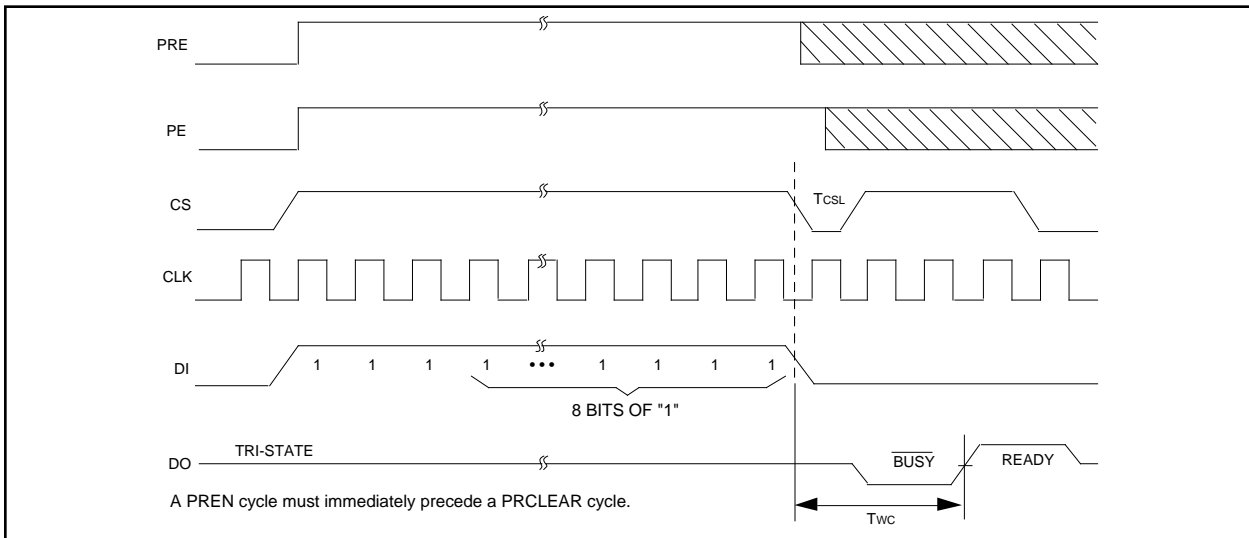 PRE
PE
CS
TCSL
CLK
DI
1 1 1 1 ••• 1 1 1 1
8 BITS OF "1"
TRI-STATE
DO
BUSY
READY
A PREN cycle must immediately precede a PRCLEAR cycle.
TWC